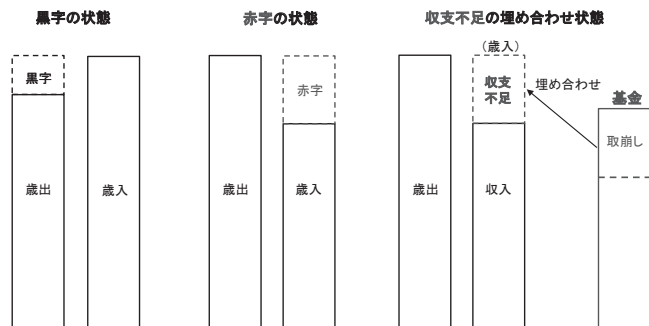 黒字の状態
黒字
歳出
歳入
赤字の状態
赤字
歳出
歳入
収支不足の埋め合わせ状態
（歳入）
収支
不足
埋め合わせ
基金
取崩し
歳出
収入